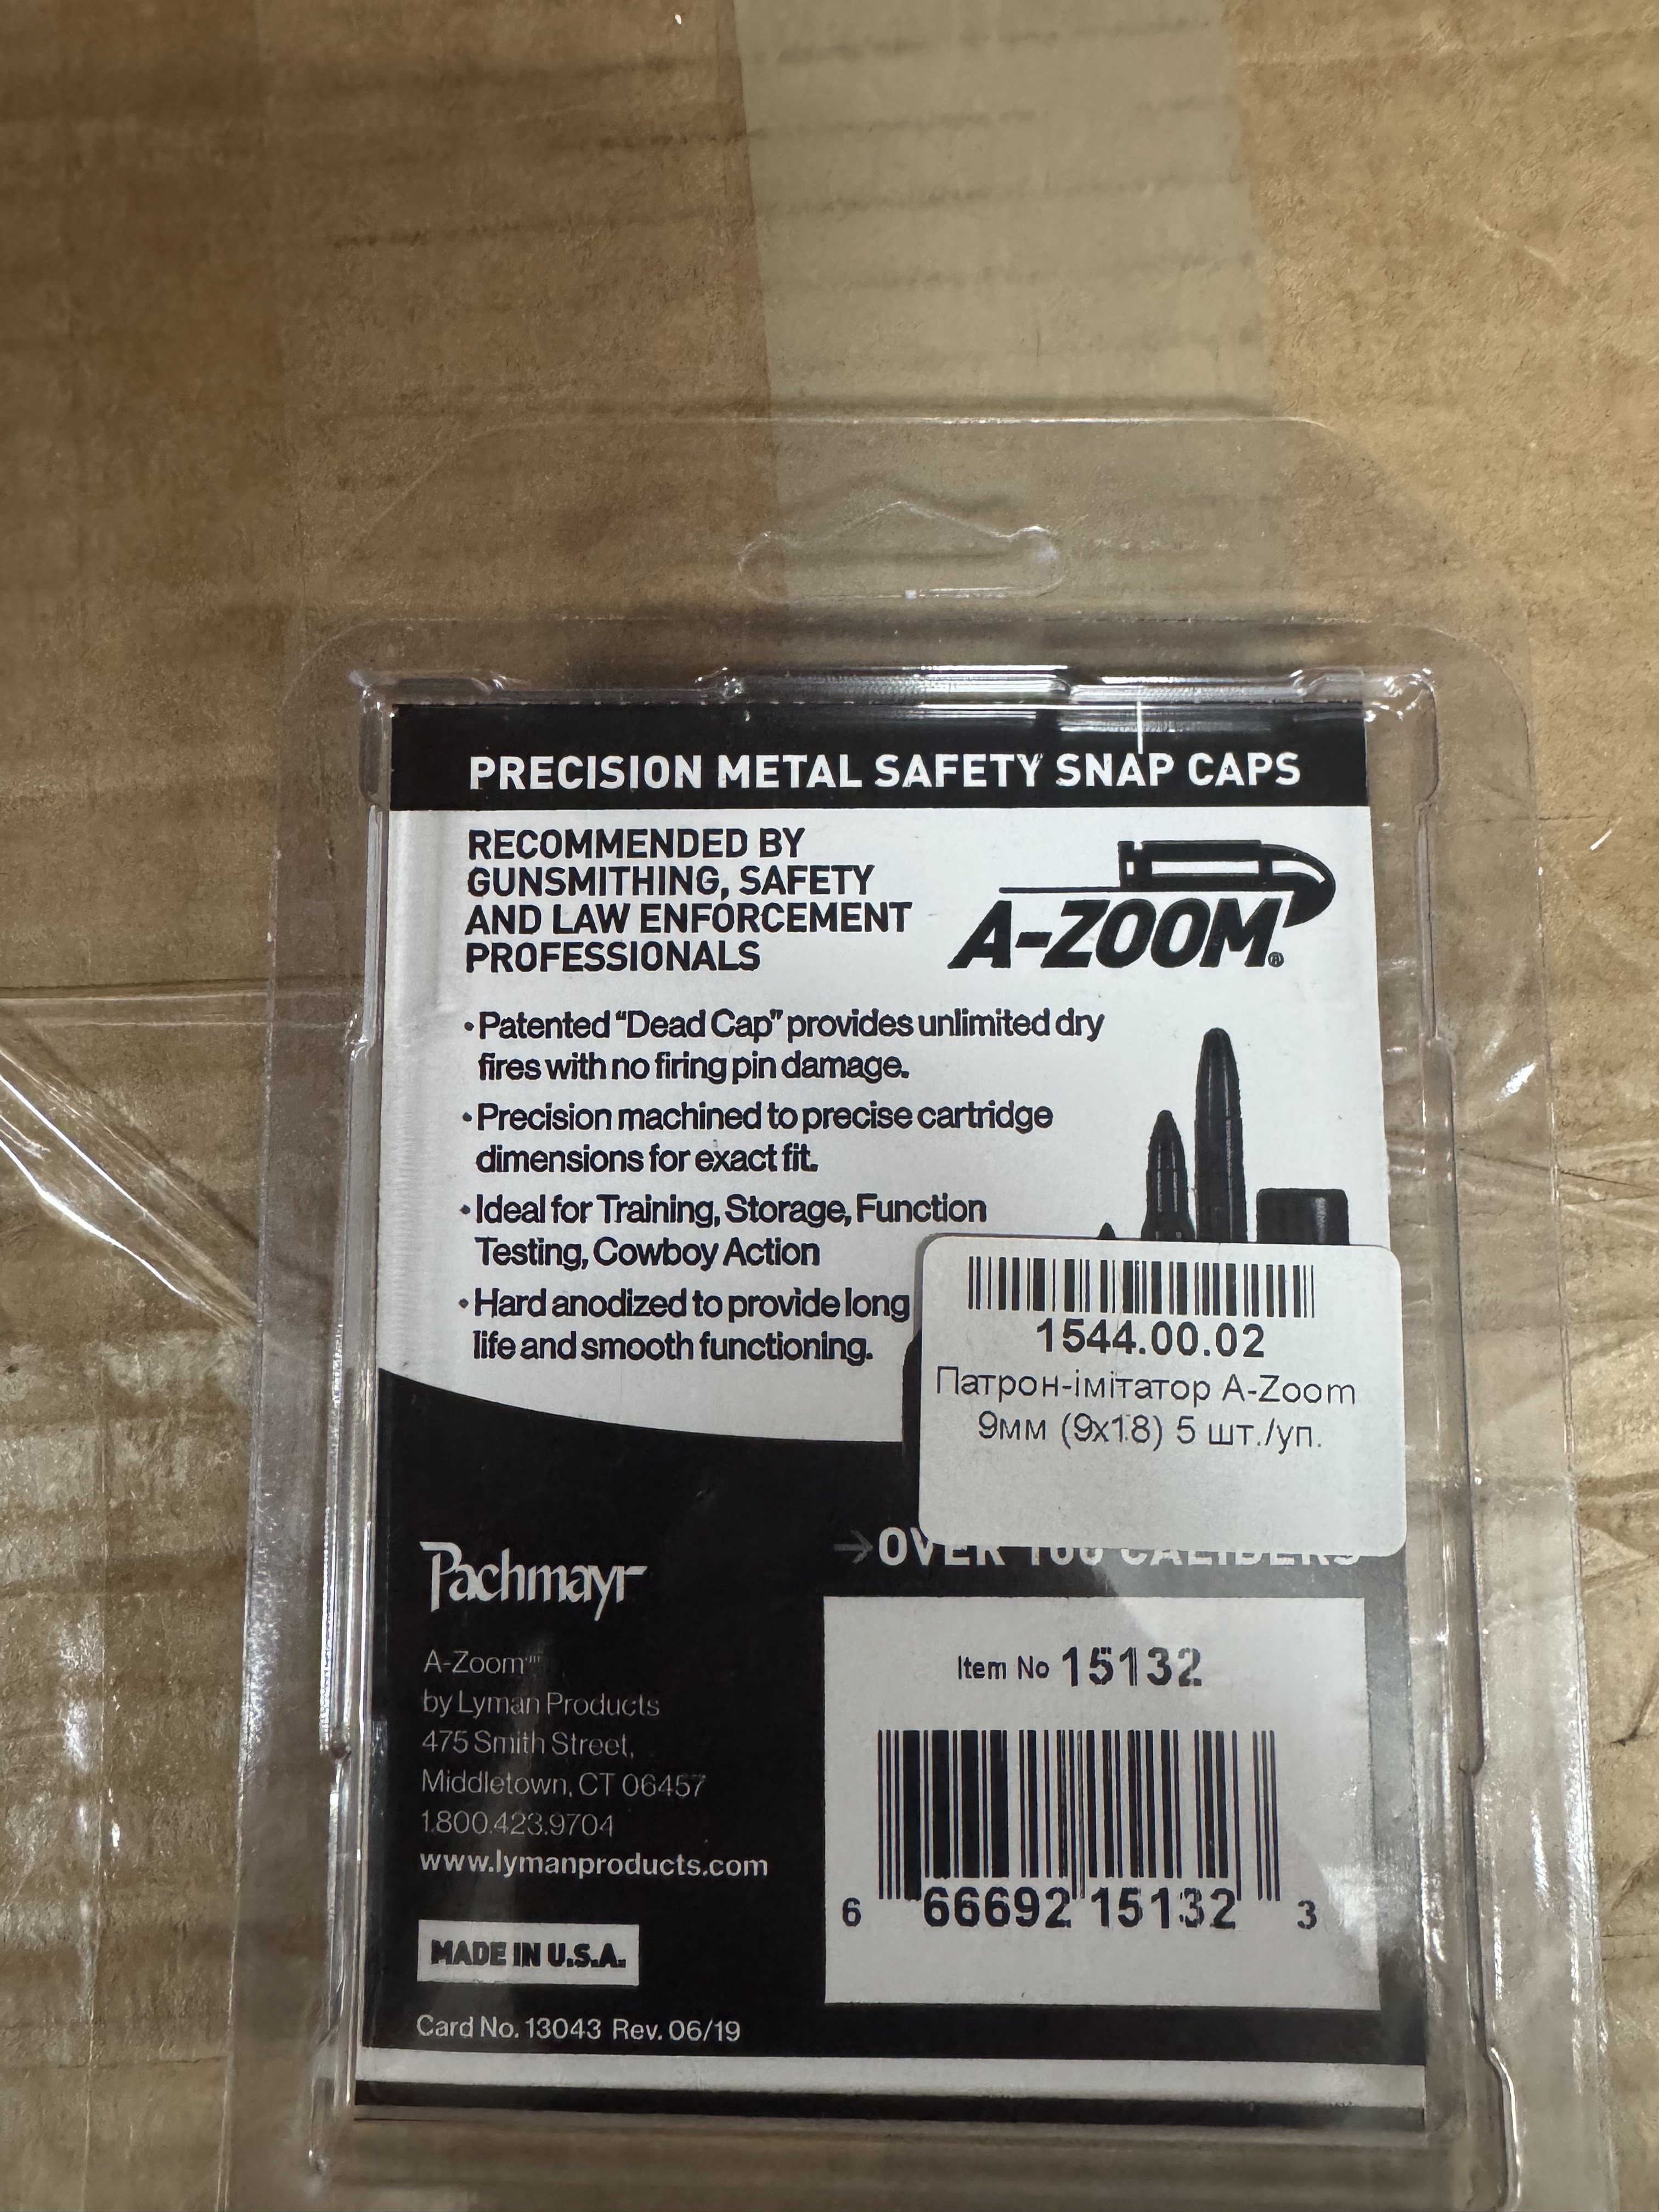 PRECISION METAL SAFETY SNAP CAPS
RECOMMENDED BY
GUNSMITHING, SAFETY
AND LAW ENFORCEMENT
PROFESSIONALS
A-ZOOM®
• Patented “Dead Cap” provides unlimited dry
fires with no firing pin damage.
• Precision machined to precise cartridge
dimensions for exact fit.
• Ideal for Training, Storage, Function
Testing, Cowboy Action
• Hard anodized to provide long
life and smooth functioning.
1544.00.02
Патрон-імітатор A-Zoom
9мм (9x18) 5 шт./уп.
→OVER 100 CALIBERS
Pachmayr
A-Zoom™
by Lyman Products
475 Smith Street,
Middletown, CT 06457
1.800.423.9704
www.lymanproducts.com
MADE IN U.S.A.
Card No. 13043 Rev. 06/19
Item No 15132
6 66692 15132 3